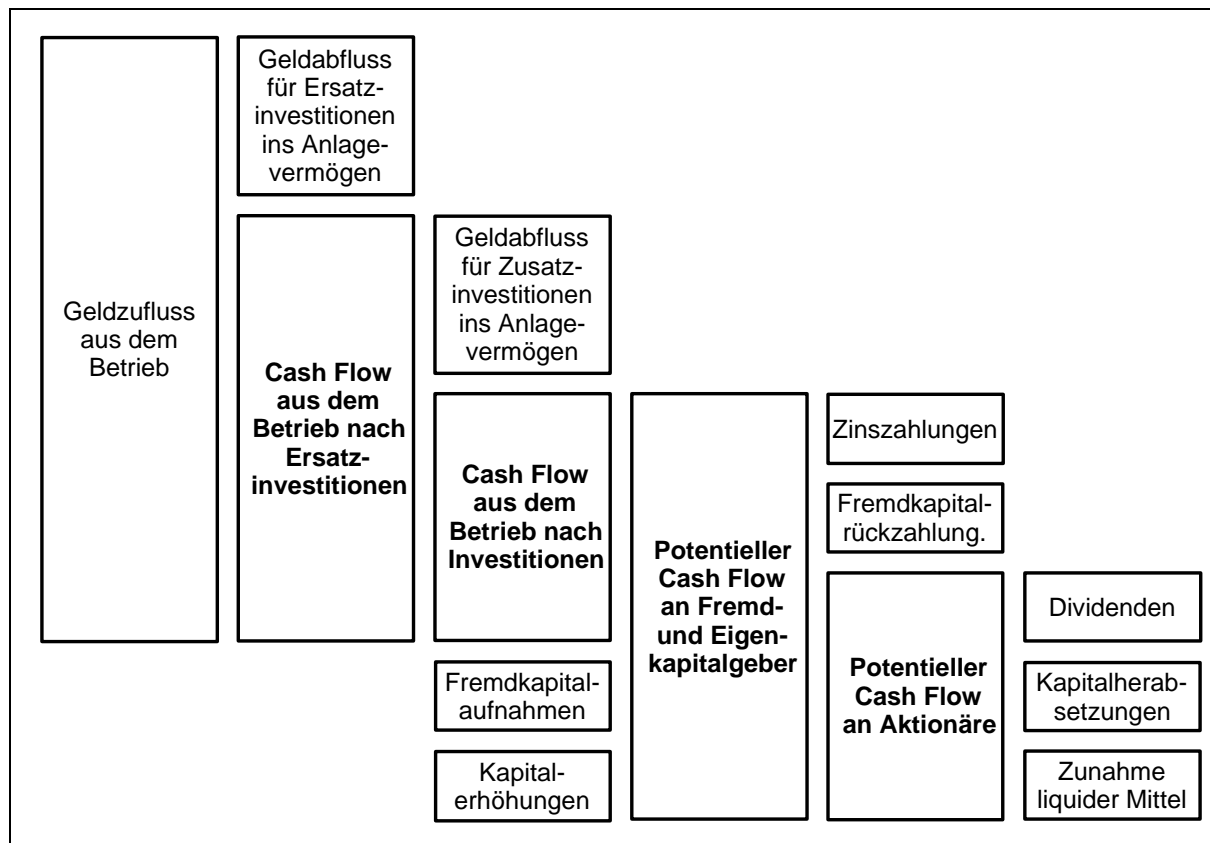 Geldzufluss
aus dem
Betrieb
Geldabfluss
für Ersatz-
investitionen
ins Anlage-
vermögen
Cash Flow
aus dem
Betrieb nach
Ersatz-
investitionen
Geldabfluss
für Zusatz-
investitionen
ins Anlage-
vermögen
Cash Flow
aus dem
Betrieb nach
Investitionen
Fremdkapital-
aufnahmen
Kapital-
erhöhungen
Potentieller
Cash Flow
an Fremd-
und Eigen-
kapitalgeber
Zinszahlungen
Fremdkapital-
rückzahlung.
Potentieller
Cash Flow
an Aktionäre
Dividenden
Kapitalherab-
setzungen
Zunahme
liquider Mittel